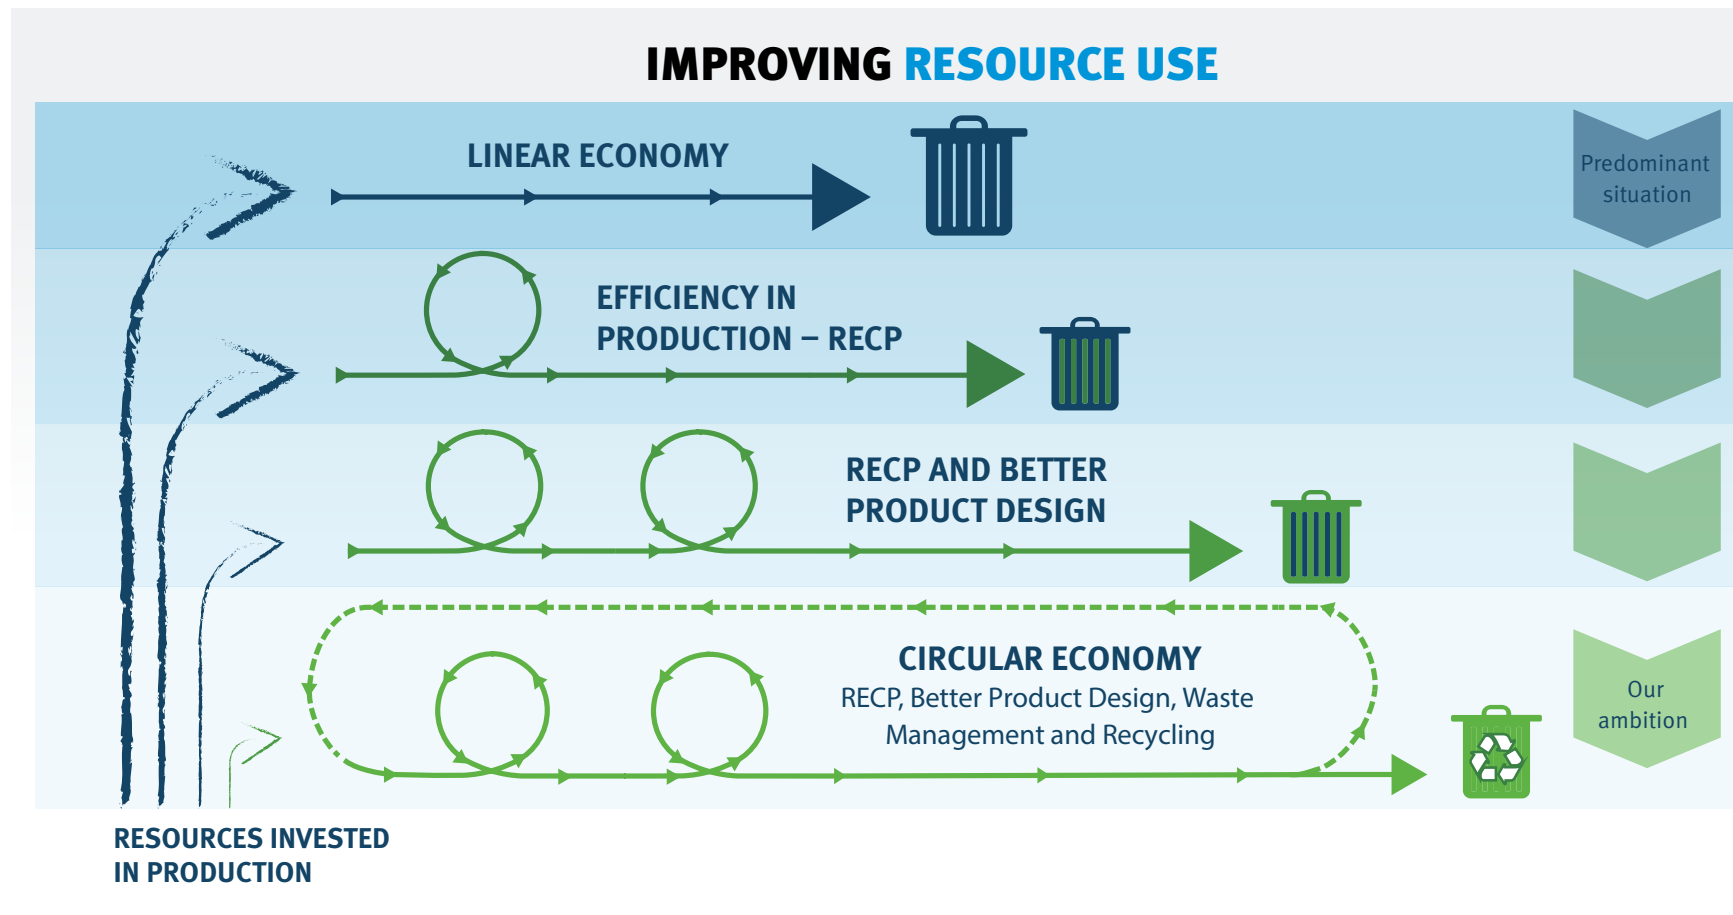 IMPROVING RESOURCE USE
LINEAR ECONOMY
Predominant
situation
EFFICIENCY IN
PRODUCTION – RECP
RECP AND BETTER
PRODUCT DESIGN
CIRCULAR ECONOMY
RECP, Better Product Design, Waste
Management and Recycling
Our
ambition
RESOURCES INVESTED
IN PRODUCTION